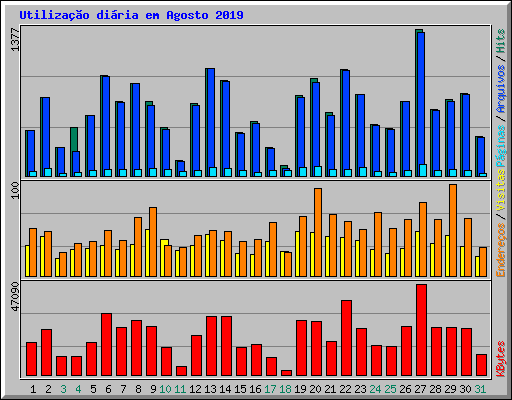 Utilização diária em Agosto 2019
1377
100
47090
Endereços / Visitas Páginas / Arquivos / Hits
KBytes
1 2 3 4 5 6 7 8 9 10 11 12 13 14 15 16 17 18 19 20 21 22 23 24 25 26 27 28 29 30 31